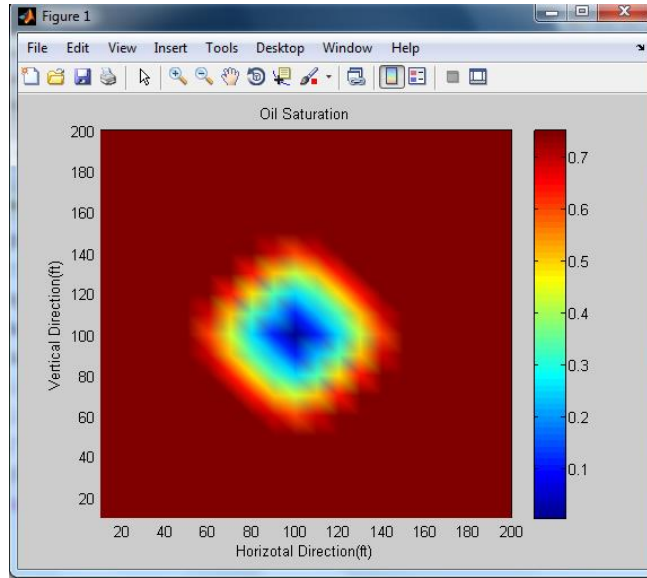 Figure 1
File Edit View Insert Tools Desktop Window Help
Oil Saturation
200
180
160
140
120
100
80
60
40
20
Vertical Direction(ft)
20 40 60 80 100 120 140 160 180 200
Horizotal Direction(ft)
0.7
0.6
0.5
0.4
0.3
0.2
0.1